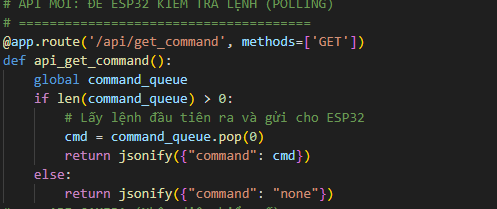 # API MỚI: ĐỂ ESP32 KIỂM TRA LỆNH (POLLING)
# =====================================
@app.route('/api/get_command', methods=['GET'])
def api_get_command():
    global command_queue
    if len(command_queue) > 0:
        # Lấy lệnh đầu tiên ra và gửi cho ESP32
        cmd = command_queue.pop(0)
        return jsonify({"command": cmd})
    else:
        return jsonify({"command": "none"})